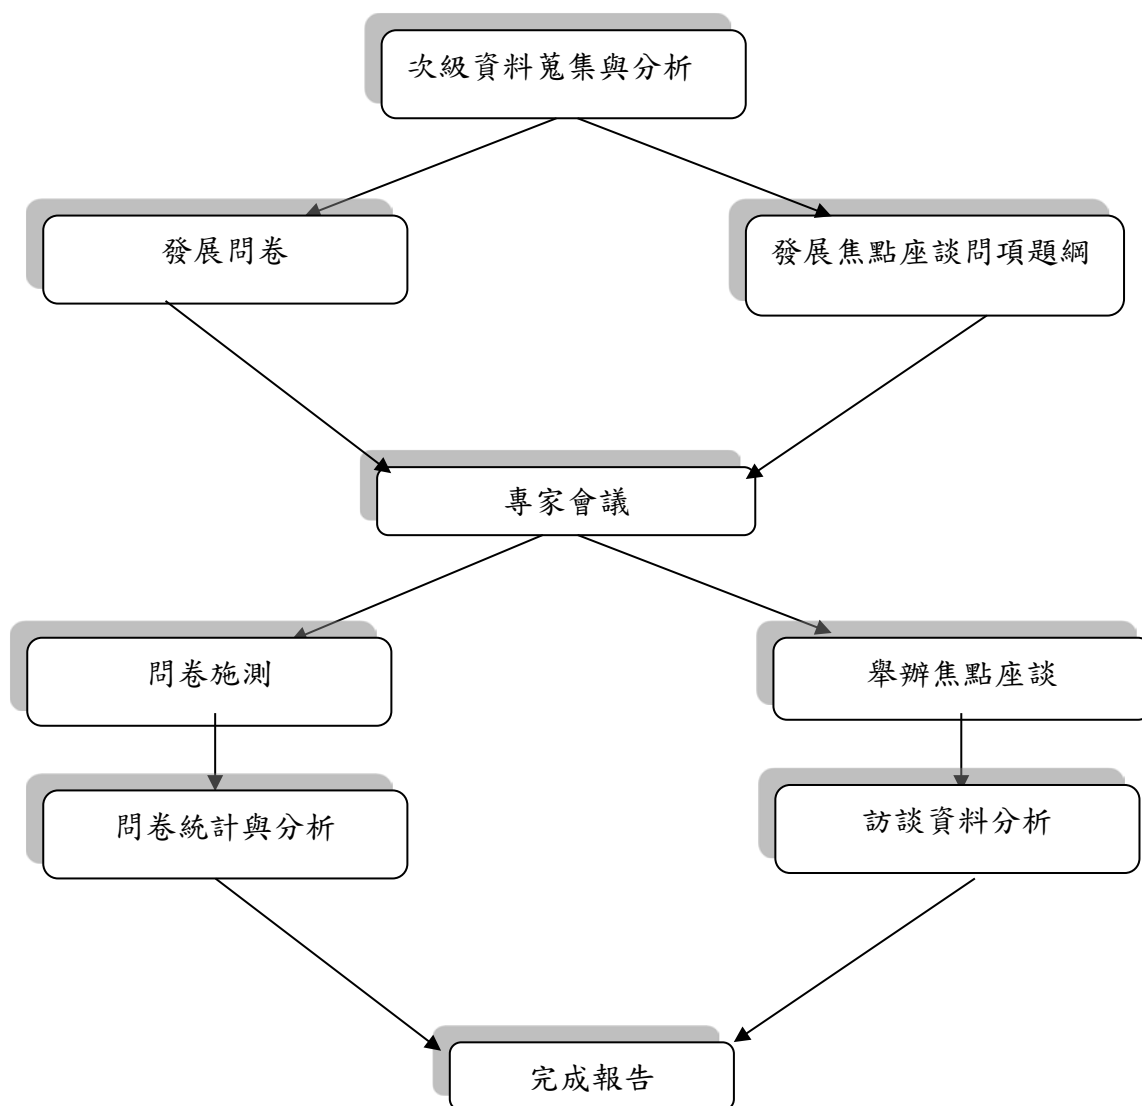 次級資料蒐集與分析
發展問卷
發展焦點座談問項題綱
專家會議
問卷施測
舉辦焦點座談
問卷統計與分析
訪談資料分析
完成報告